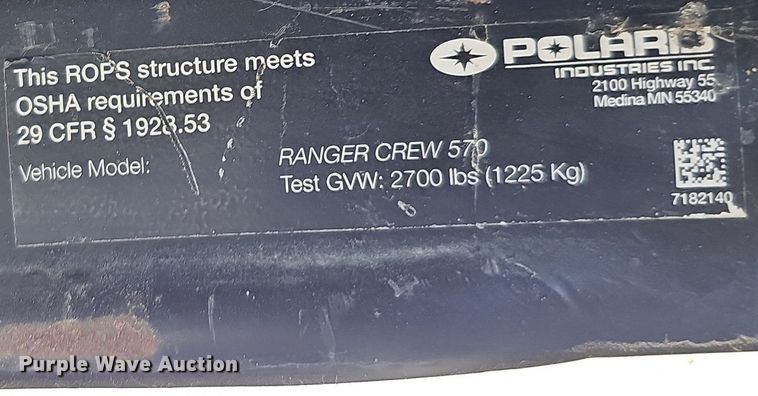 This ROPS structure meets
OSHA requirements of
29 CFR § 1928.53
Vehicle Model:
RANGER CREW 570
Test GVW: 2700 lbs (1225 Kg)
POLARIS
INDUSTRIES INC.
2100 Highway 55
Medina MN 55340
7182140
Purple Wave Auction